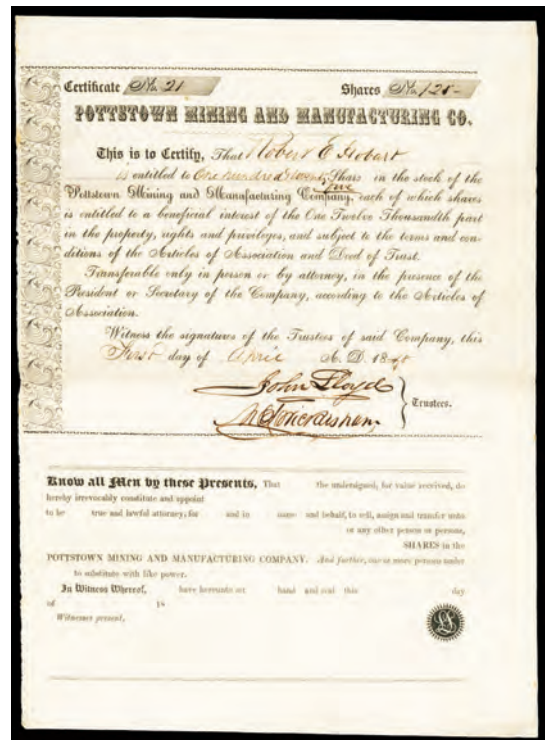 Certificate No. 21 Shares No. 125-
POTTSTOWN MINING AND MANUFACTURING CO.
This is to Certify, That Robert E Hobart
is entitled to One hundred twenty Shares in the stock of the
five
Pottstown Mining and Manufacturing Company, each of which shares
is entitled to a beneficial interest of the One Twelve Thousandth part
in the property, rights and privileges, and subject to the terms and con-
ditions of the Articles of Association and Deed of Trust.
Transferable only in person or by attorney, in the presence of the
President or Secretary of the Company, according to the Articles of
Association.
Witness the signatures of the Trustees of said Company, this
First day of April A. D. 18
John Lloyd
Trustees.
Know all Men by these Presents, That the undersigned, for value received, do
hereby irrevocably constitute and appoint
to be true and lawful attorney, for and in name and behalf, to sell, assign and transfer unto
or any other person or persons,
SHARES in the
POTTSTOWN MINING AND MANUFACTURING COMPANY. And further, one or more persons under
to substitute with like power.
In Witness Whereof, have hereunto set hand and seal this day
of 18
Witnesses present.
LS